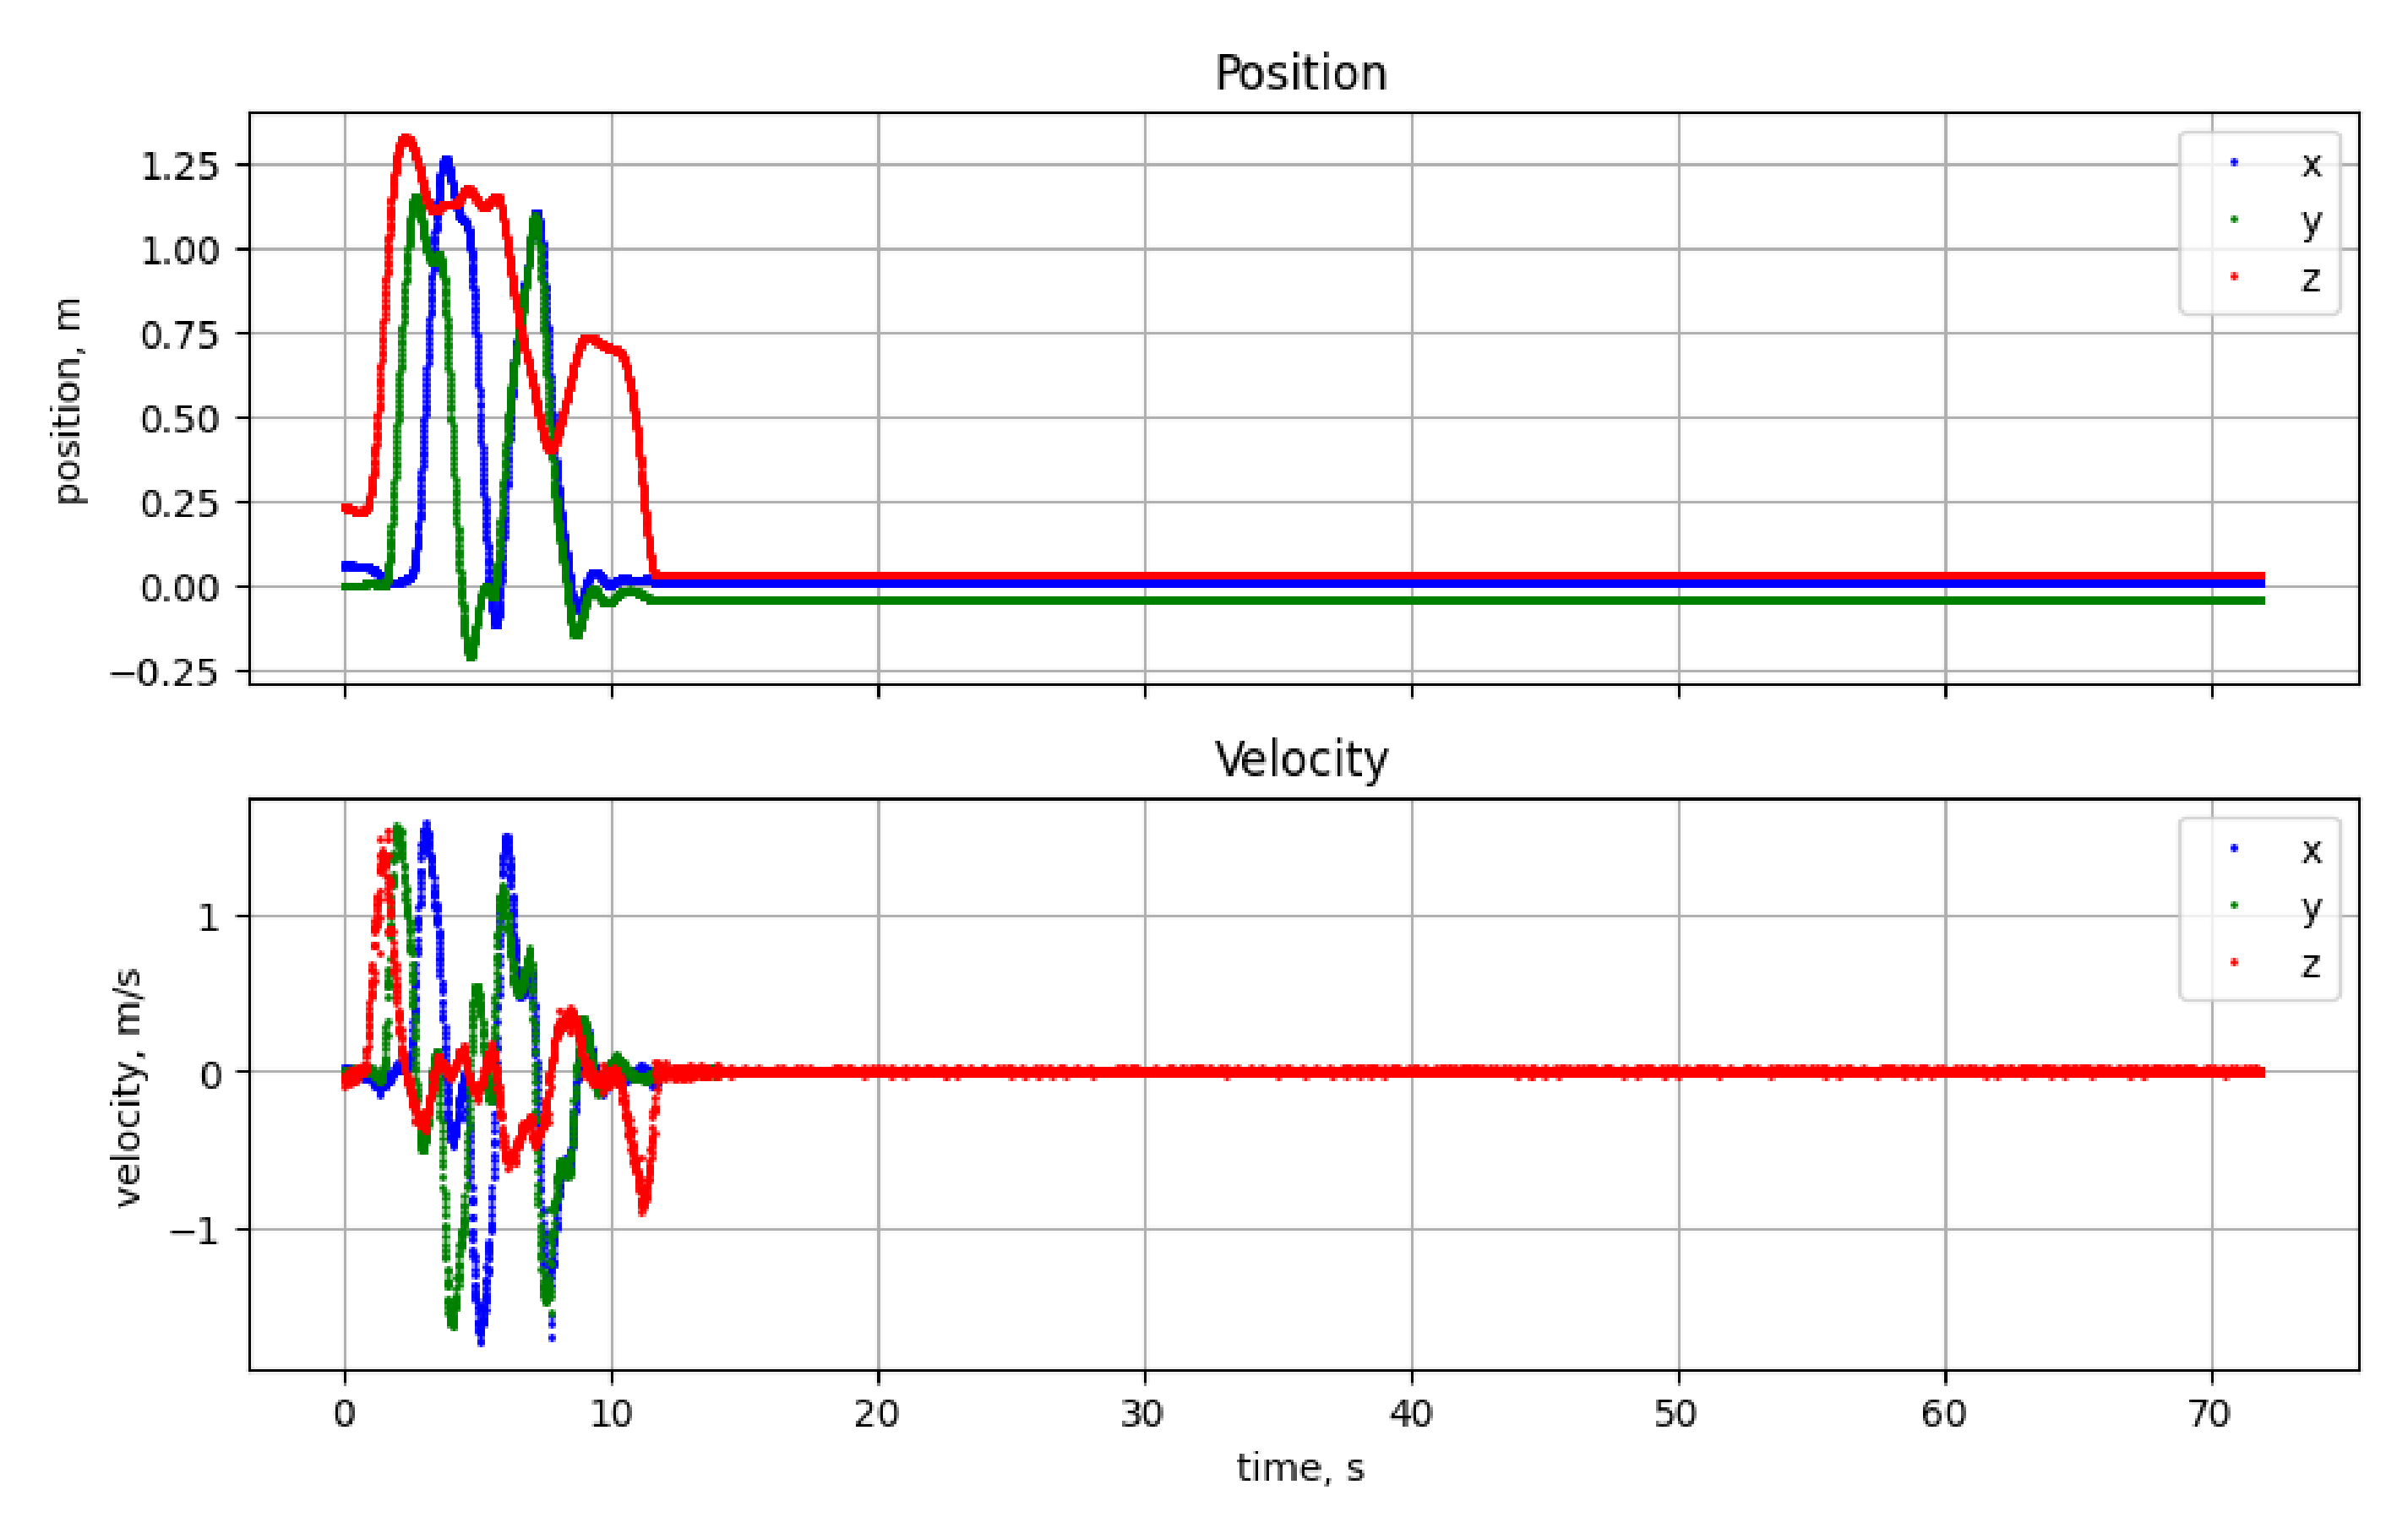 Position
1.25
1.00
0.75
0.50
0.25
0.00
−0.25
position, m
x
y
z
Velocity
1
0
−1
velocity, m/s
x
y
z
0 10 20 30 40 50 60 70
time, s